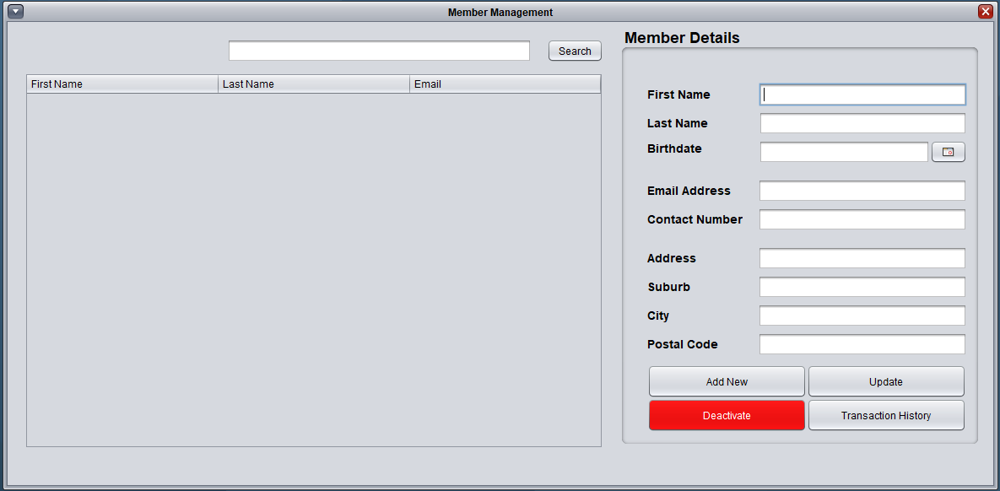 Member Management
Search
First Name Last Name Email
Member Details
First Name
Last Name
Birthdate
Email Address
Contact Number
Address
Suburb
City
Postal Code
Add New Update
Deactivate Transaction History